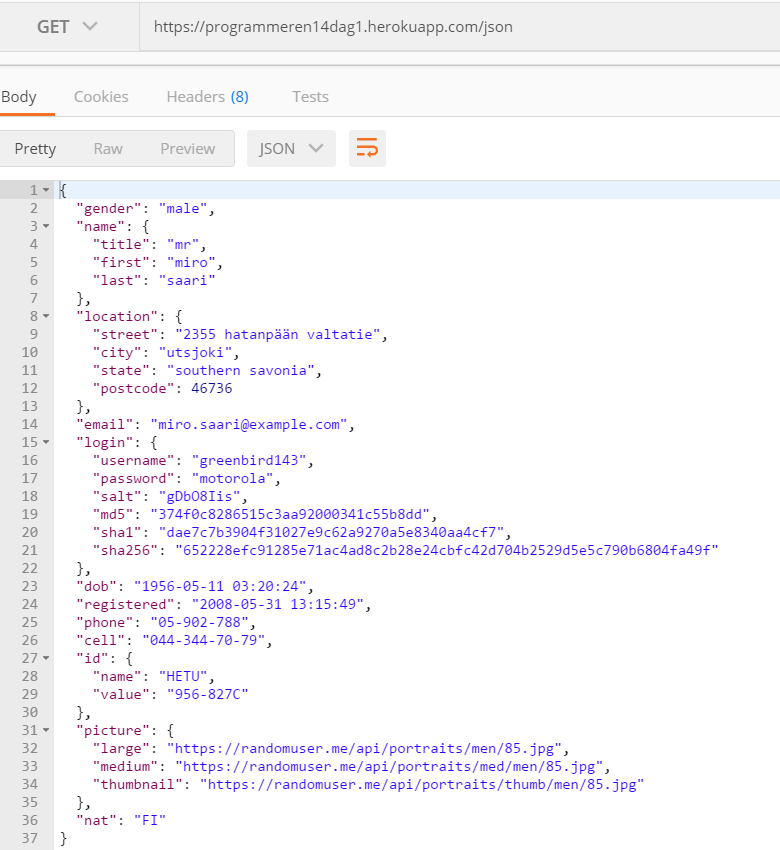 GET https://programmeren14dag1.herokuapp.com/json
Body Cookies Headers (8) Tests
Pretty Raw Preview JSON
1 {
2 "gender": "male",
3 "name": {
4 "title": "mr",
5 "first": "miro",
6 "last": "saari"
7 },
8 "location": {
9 "street": "2355 hatanpään valtatie",
10 "city": "utsjoki",
11 "state": "southern savonia",
12 "postcode": 46736
13 },
14 "email": "miro.saari@example.com",
15 "login": {
16 "username": "greenbird143",
17 "password": "motorola",
18 "salt": "gDbO8Iis",
19 "md5": "374f0c8286515c3aa92000341c55b8dd",
20 "sha1": "dae7c7b3904f31027e9c62a9270a5e8340aa4cf7",
21 "sha256": "652228efc91285e71ac4ad8c2b28e24cbfc42d704b2529d5e5c790b6804fa49f"
22 },
23 "dob": "1956-05-11 03:20:24",
24 "registered": "2008-05-31 13:15:49",
25 "phone": "05-902-788",
26 "cell": "044-344-70-79",
27 "id": {
28 "name": "HETU",
29 "value": "956-827C"
30 },
31 "picture": {
32 "large": "https://randomuser.me/api/portraits/men/85.jpg",
33 "medium": "https://randomuser.me/api/portraits/med/men/85.jpg",
34 "thumbnail": "https://randomuser.me/api/portraits/thumb/men/85.jpg"
35 },
36 "nat": "FI"
37 }